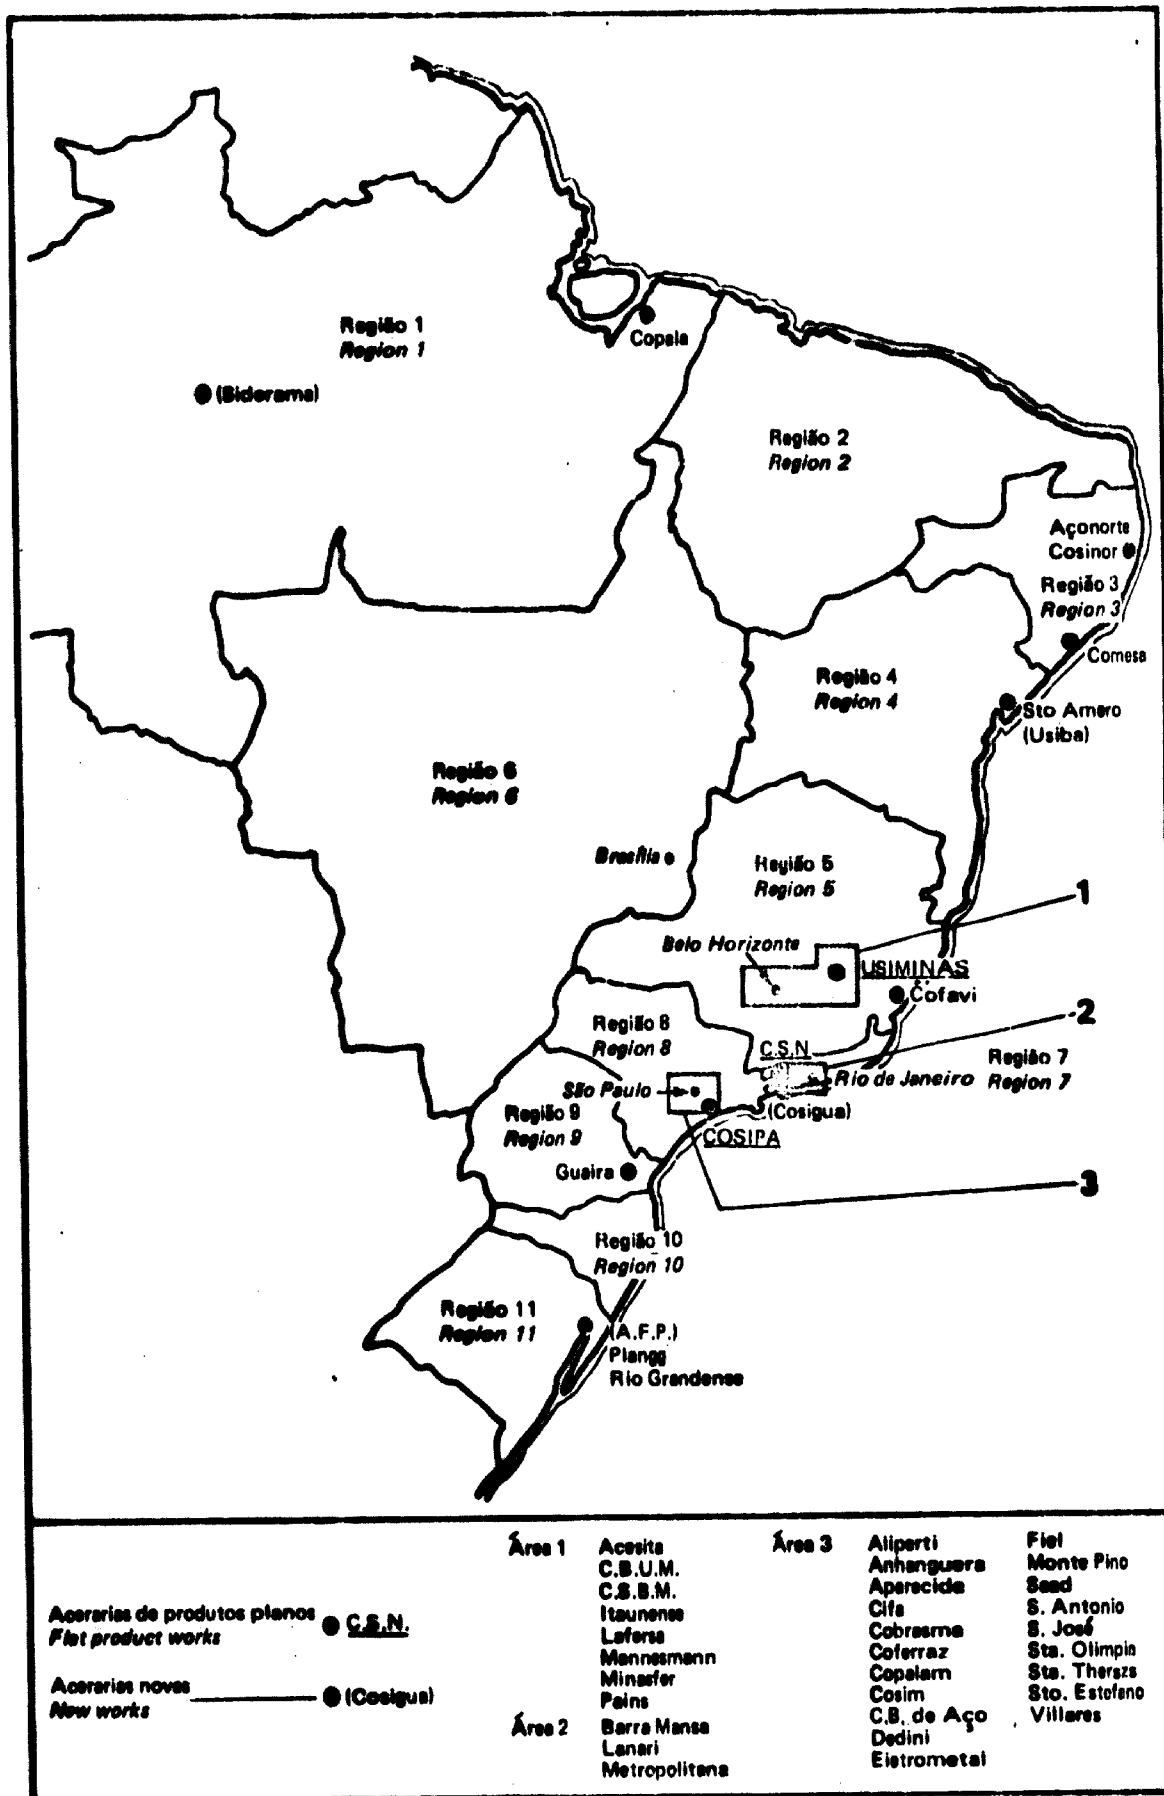 Região 1
Region 1
Copala
(Siderama)
Região 2
Region 2
Açonorte
Cosinor
Região 3
Region 3
Comesa
Região 4
Region 4
Sto Amaro
(Usiba)
Região 6
Region 6
Brasília
Região 5
Region 5
1
Belo Horizonte
USIMINAS
Cofavi
2
Região 8
Region 8
C.S.N
Região 7
Region 7
São Paulo
Rio de Janeiro
(Cosigua)
Região 9
Region 9
COSIPA
Guaira
3
Região 10
Region 10
Região 11
Region 11
(A.F.P.)
Plangg
Rio Grandense
Acerarias de produtos planos
Flat product works
C.S.N.
Acerarias novas
New works
(Cosigua)
Área 1
Acesita
C.B.U.M.
C.S.B.M.
Itaunense
Lafersa
Mannesmann
Minasfer
Pains
Área 2
Barra Mansa
Lanari
Metropolitana
Área 3
Aliperti
Anhanguera
Aparecida
Cifa
Cobrasma
Coferraz
Copalam
Cosim
C.B. de Aço
Dedini
Eletrometal
Fiel
Monte Pino
Saad
S. Antonio
S. José
Sta. Olimpia
Sta. Therszs
Sto. Estefano
Villares